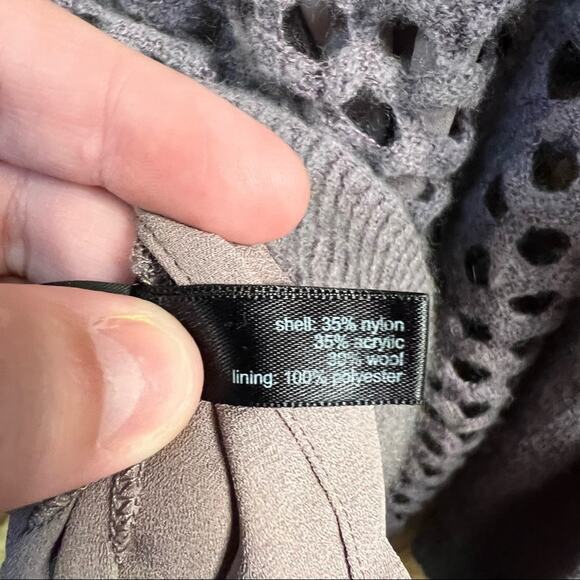 shell: 35% nylon
35% acrylic
30% wool
lining: 100% polyester